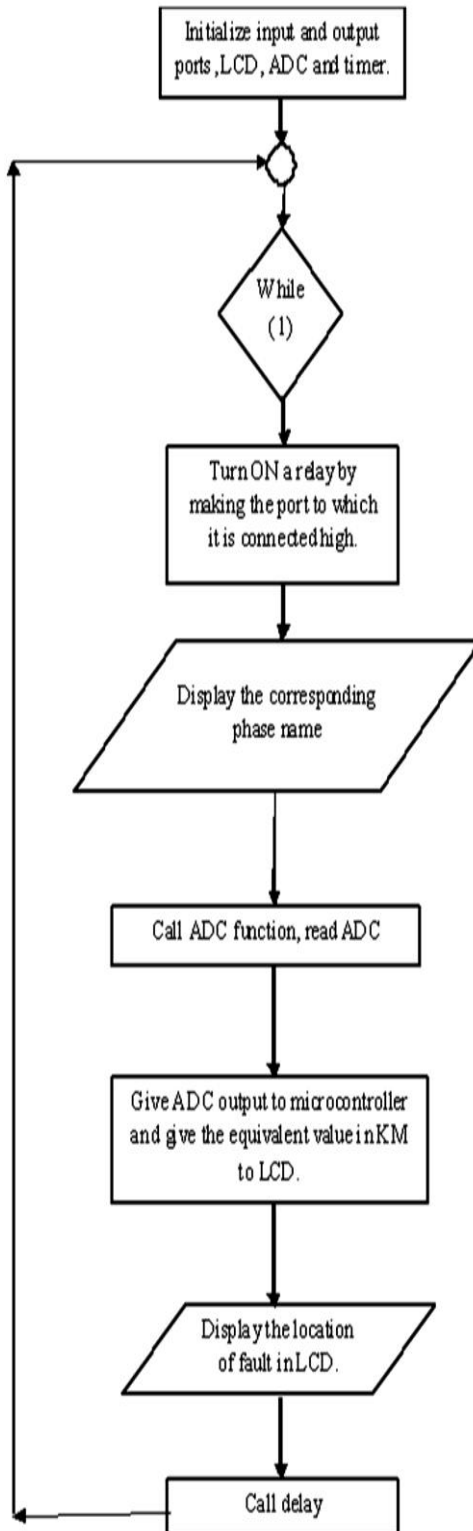 Initialize input and output
ports ,LCD, ADC and timer.
While
(1)
Turn ON a relay by
making the port to which
it is connected high.
Display the corresponding
phase name
Call ADC function, read ADC
Give ADC output to microcontroller
and give the equivalent value in KM
to LCD.
Display the location
of fault in LCD.
Call delay